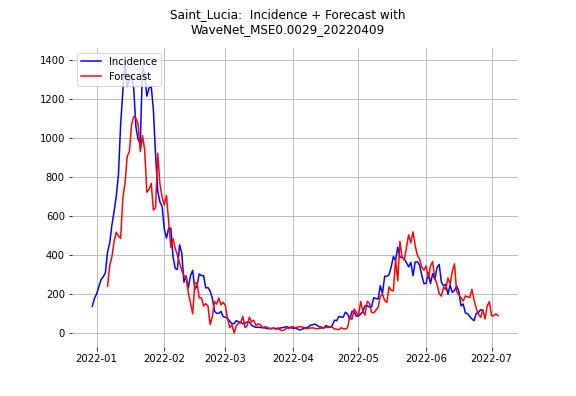 Saint_Lucia:  Incidence + Forecast with
WaveNet_MSE0.0029_20220409
Incidence
Forecast
1400
1200
1000
800
600
400
200
0
2022-01 2022-02 2022-03 2022-04 2022-05 2022-06 2022-07